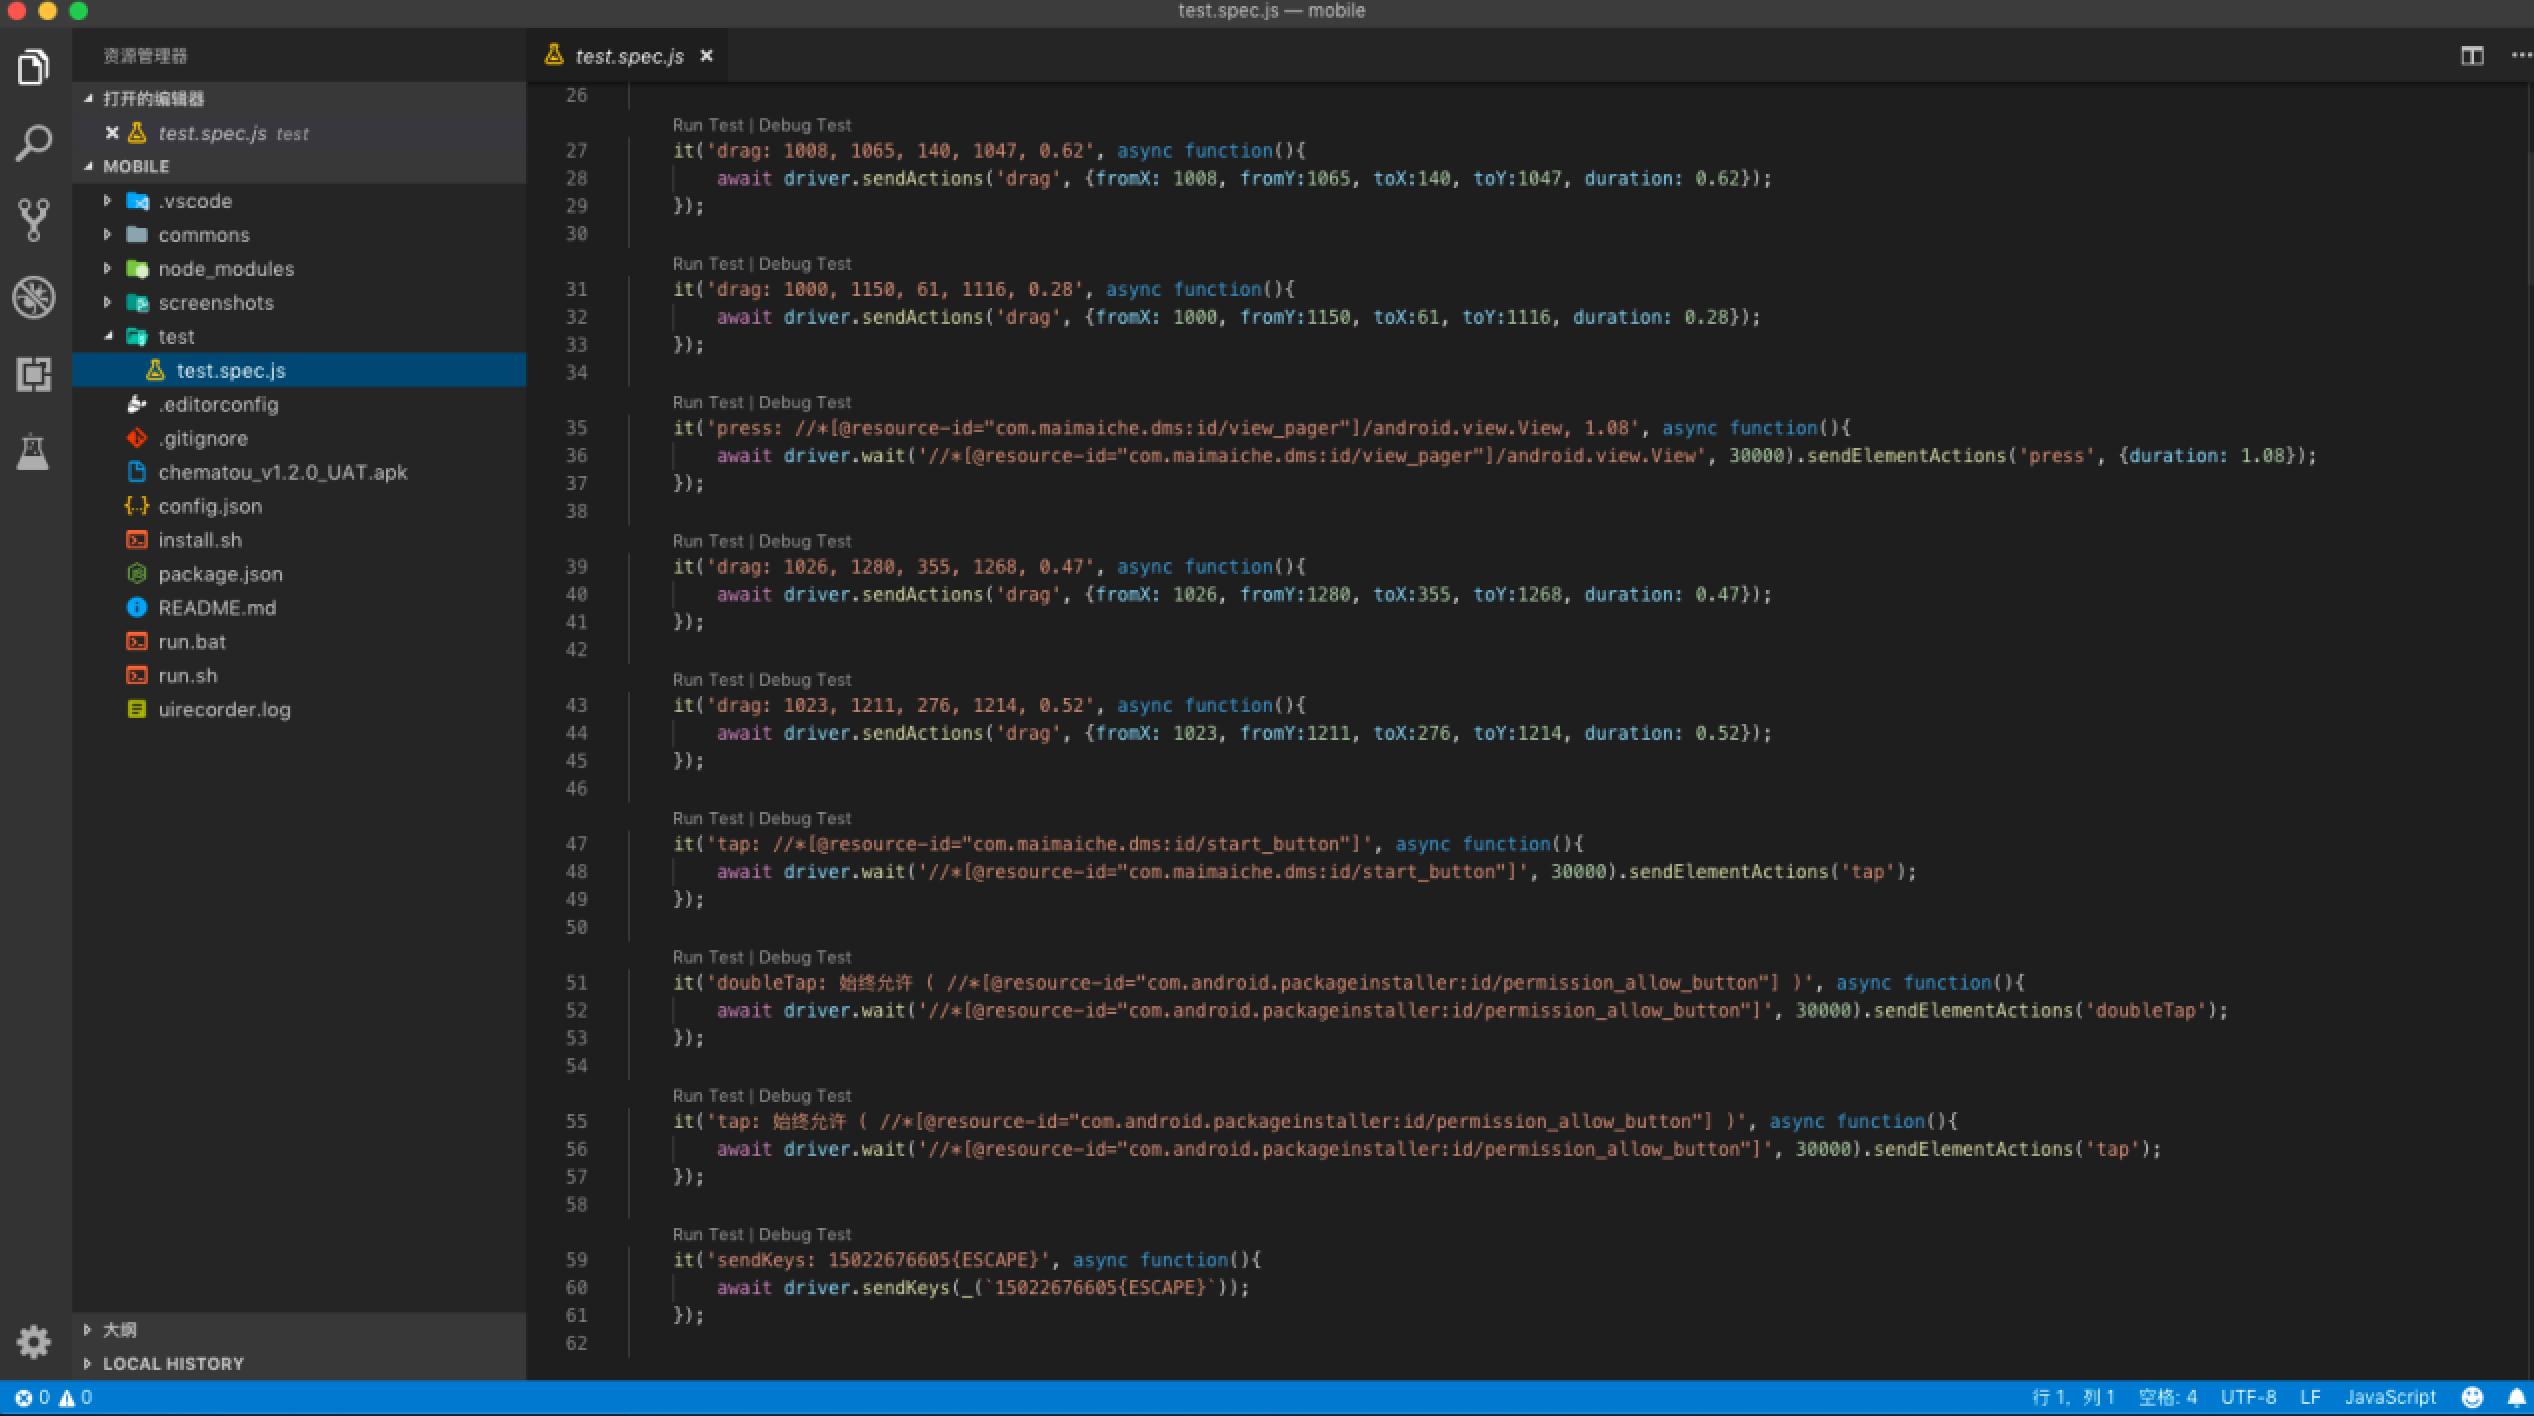 test.spec.js — mobile
资源管理器
打开的编辑器
test.spec.js test
MOBILE
.vscode
commons
node_modules
screenshots
test
test.spec.js
.editorconfig
.gitignore
chematou_v1.2.0_UAT.apk
config.json
install.sh
package.json
README.md
run.bat
run.sh
uirecorder.log
大纲
LOCAL HISTORY
test.spec.js
26
Run Test | Debug Test
27 it('drag: 1008, 1065, 140, 1047, 0.62', async function(){
28 await driver.sendActions('drag', {fromX: 1008, fromY:1065, toX:140, toY:1047, duration: 0.62});
29 });
30
Run Test | Debug Test
31 it('drag: 1000, 1150, 61, 1116, 0.28', async function(){
32 await driver.sendActions('drag', {fromX: 1000, fromY:1150, toX:61, toY:1116, duration: 0.28});
33 });
34
Run Test | Debug Test
35 it('press: //*[@resource-id="com.maimaiche.dms:id/view_pager"]/android.view.View, 1.08', async function(){
36 await driver.wait('//*[@resource-id="com.maimaiche.dms:id/view_pager"]/android.view.View', 30000).sendElementActions('press', {duration: 1.08});
37 });
38
Run Test | Debug Test
39 it('drag: 1026, 1280, 355, 1268, 0.47', async function(){
40 await driver.sendActions('drag', {fromX: 1026, fromY:1280, toX:355, toY:1268, duration: 0.47});
41 });
42
Run Test | Debug Test
43 it('drag: 1023, 1211, 276, 1214, 0.52', async function(){
44 await driver.sendActions('drag', {fromX: 1023, fromY:1211, toX:276, toY:1214, duration: 0.52});
45 });
46
Run Test | Debug Test
47 it('tap: //*[@resource-id="com.maimaiche.dms:id/start_button"]', async function(){
48 await driver.wait('//*[@resource-id="com.maimaiche.dms:id/start_button"]', 30000).sendElementActions('tap');
49 });
50
Run Test | Debug Test
51 it('doubleTap: 始终允许 ( //*[@resource-id="com.android.packageinstaller:id/permission_allow_button"] )', async function(){
52 await driver.wait('//*[@resource-id="com.android.packageinstaller:id/permission_allow_button"]', 30000).sendElementActions('doubleTap');
53 });
54
Run Test | Debug Test
55 it('tap: 始终允许 ( //*[@resource-id="com.android.packageinstaller:id/permission_allow_button"] )', async function(){
56 await driver.wait('//*[@resource-id="com.android.packageinstaller:id/permission_allow_button"]', 30000).sendElementActions('tap');
57 });
58
Run Test | Debug Test
59 it('sendKeys: 15022676605{ESCAPE}', async function(){
60 await driver.sendKeys(_(`15022676605{ESCAPE}`));
61 });
62
0 0 行 1, 列 1 空格: 4 UTF-8 LF JavaScript